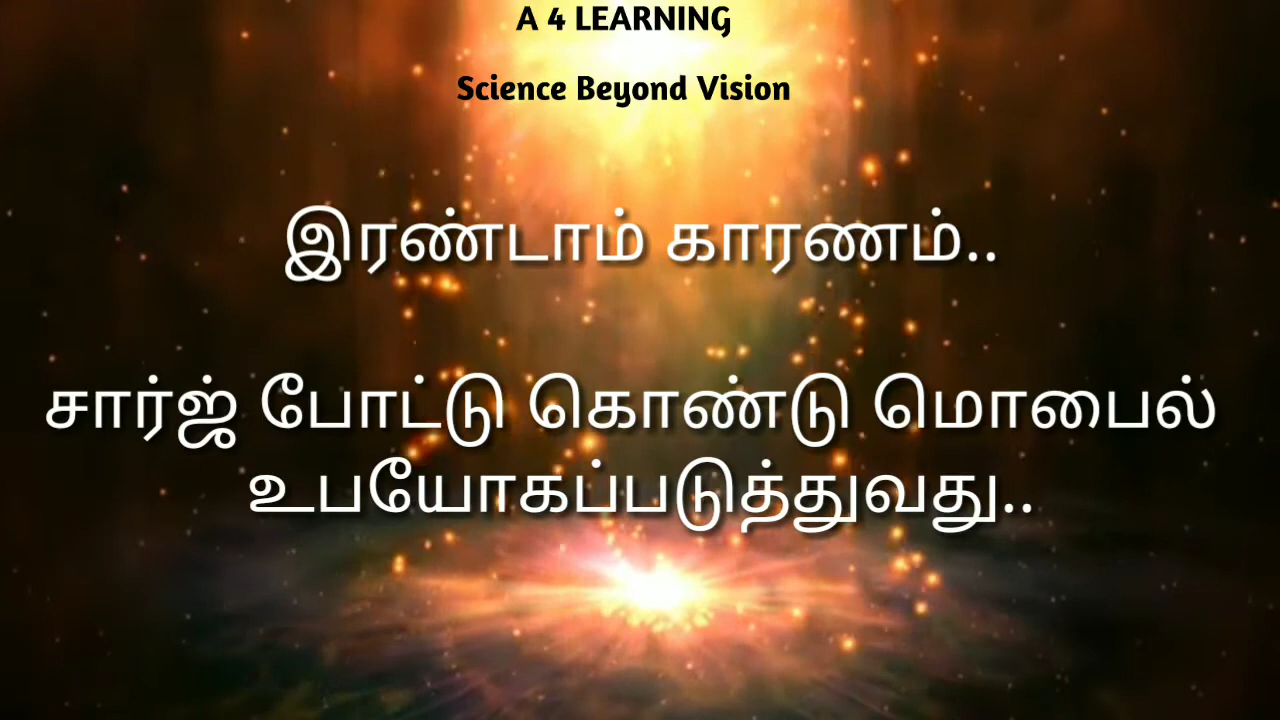 A 4 LEARNING
Science Beyond Vision
இரண்டாம் காரணம்..
சார்ஜ் போட்டு கொண்டு மொபைல்
உபயோகப்படுத்துவது..